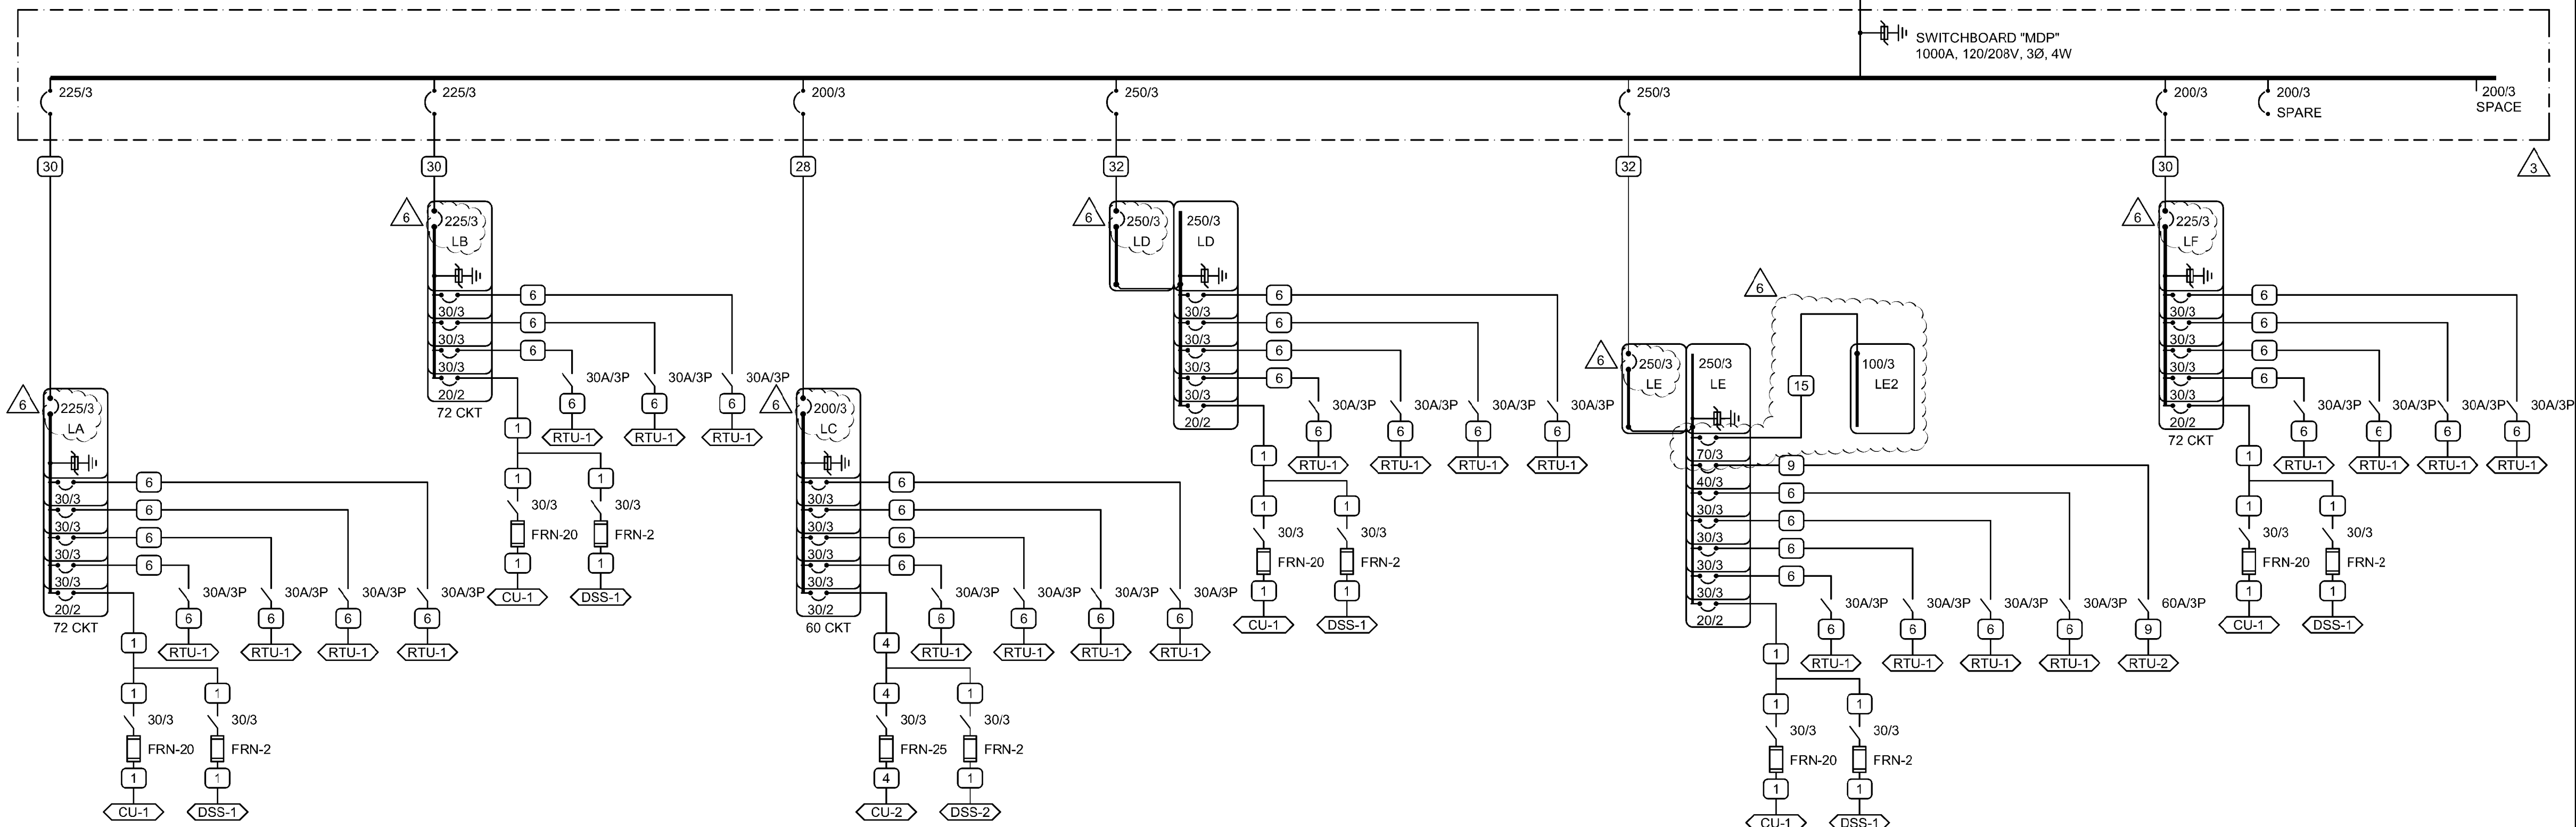 SWITCHBOARD "MDP"
1000A, 120/208V, 3Ø, 4W
225/3
225/3
200/3
250/3
250/3
200/3
200/3
SPARE
200/3
SPACE
30
30
28
32
32
30
3
6
225/3
LA
30/3
30/3
30/3
30/3
20/2
72 CKT
6
6
6
6
30A/3P
30A/3P
30A/3P
30A/3P
6
6
6
6
RTU-1
RTU-1
RTU-1
RTU-1
1
1
1
30/3
30/3
FRN-20
FRN-2
1
1
CU-1
DSS-1
6
225/3
LB
30/3
30/3
30/3
20/2
72 CKT
6
6
6
30A/3P
30A/3P
30A/3P
6
6
6
RTU-1
RTU-1
RTU-1
1
1
1
30/3
30/3
FRN-20
FRN-2
1
1
CU-1
DSS-1
6
200/3
LC
30/3
30/3
30/3
30/3
30/2
60 CKT
6
6
6
6
30A/3P
30A/3P
30A/3P
30A/3P
6
6
6
6
RTU-1
RTU-1
RTU-1
RTU-1
4
4
1
30/3
30/3
FRN-25
FRN-2
4
1
CU-2
DSS-2
6
250/3
LD
250/3
LD
30/3
30/3
30/3
30/3
20/2
6
6
6
6
30A/3P
30A/3P
30A/3P
30A/3P
6
6
6
6
RTU-1
RTU-1
RTU-1
RTU-1
1
1
1
30/3
30/3
FRN-20
FRN-2
1
1
CU-1
DSS-1
6
250/3
LE
250/3
LE
6
15
100/3
LE2
70/3
40/3
30/3
30/3
30/3
30/3
20/2
9
6
6
6
6
30A/3P
30A/3P
30A/3P
30A/3P
60A/3P
6
6
6
6
9
RTU-1
RTU-1
RTU-1
RTU-1
RTU-2
1
1
1
30/3
30/3
FRN-20
FRN-2
1
1
CU-1
DSS-1
6
225/3
LF
30/3
30/3
30/3
30/3
20/2
72 CKT
6
6
6
6
30A/3P
30A/3P
30A/3P
30A/3P
6
6
6
6
RTU-1
RTU-1
RTU-1
RTU-1
1
1
1
30/3
30/3
FRN-20
FRN-2
1
1
CU-1
DSS-1